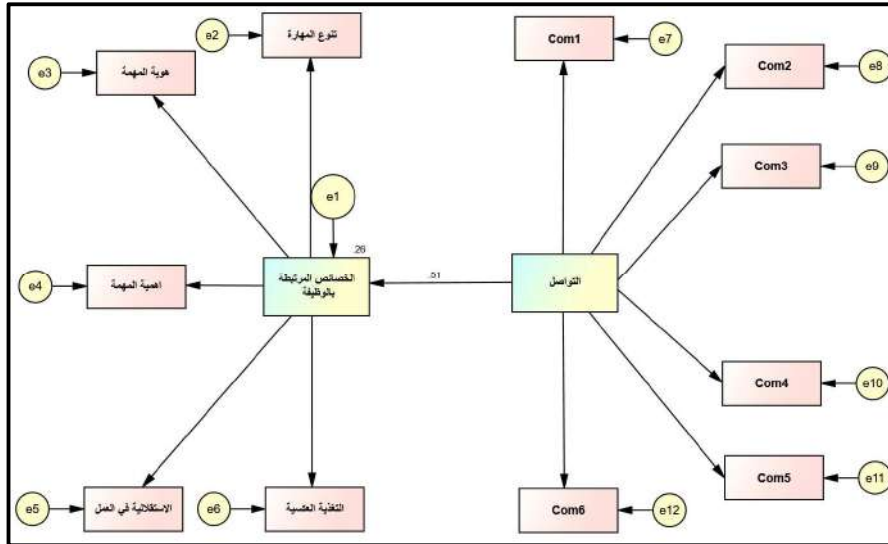 e2
تنوع المهارة
Com1
e7
e3
هوية المهمة
Com2
e8
Com3
e9
e1
.26
الخصائص المرتبطة
بالوظيفة
.51
التواصل
e4
اهمية المهمة
Com4
e10
Com5
e11
e5
الاستقلالية في العمل
e6
التغذية العكسية
Com6
e12